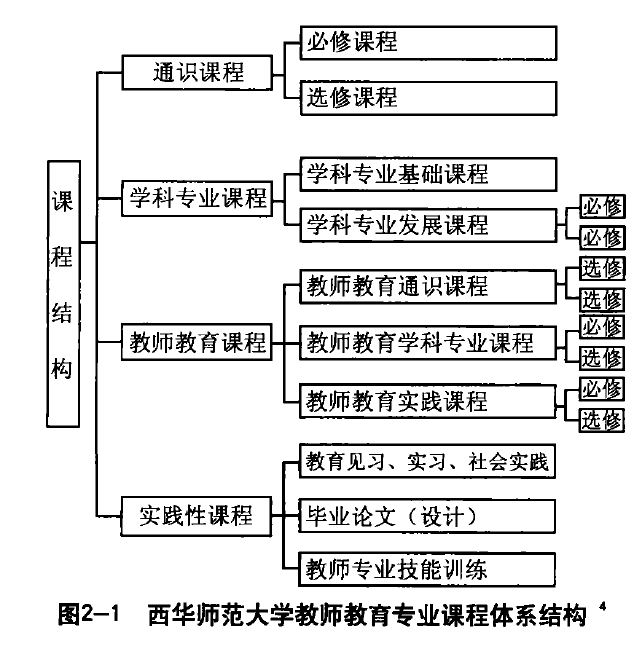 课程结构
通识课程
必修课程
选修课程
学科专业课程
学科专业基础课程
学科专业发展课程
必修
必修
教师教育课程
教师教育通识课程
选修
选修
教师教育学科专业课程
必修
选修
教师教育实践课程
必修
选修
实践性课程
教育见习、实习、社会实践
毕业论文（设计）
教师专业技能训练
图2-1 西华师范大学教师教育专业课程体系结构 4